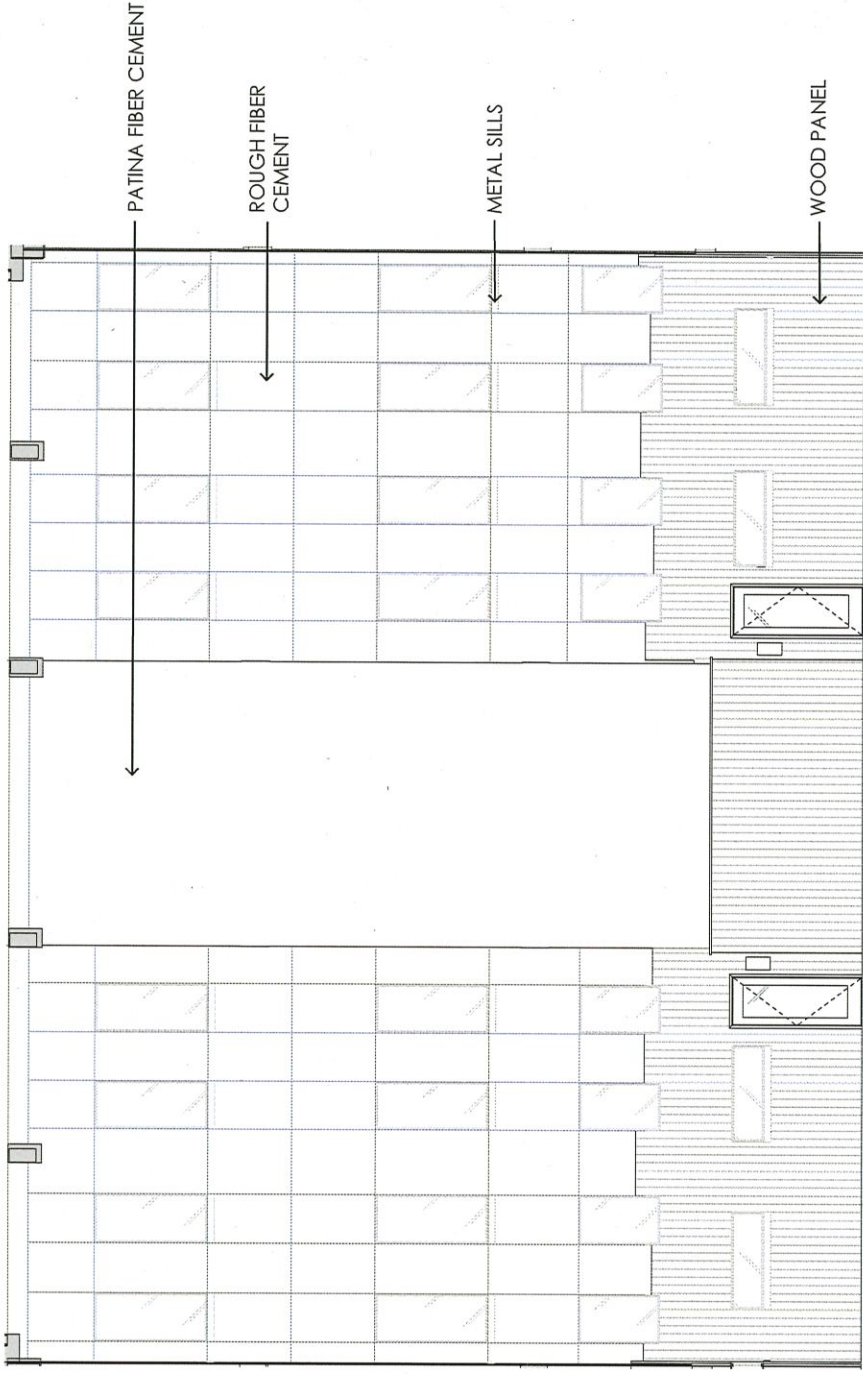 PATINA FIBER CEMENT
ROUGH FIBER
CEMENT
METAL SILLS
WOOD PANEL